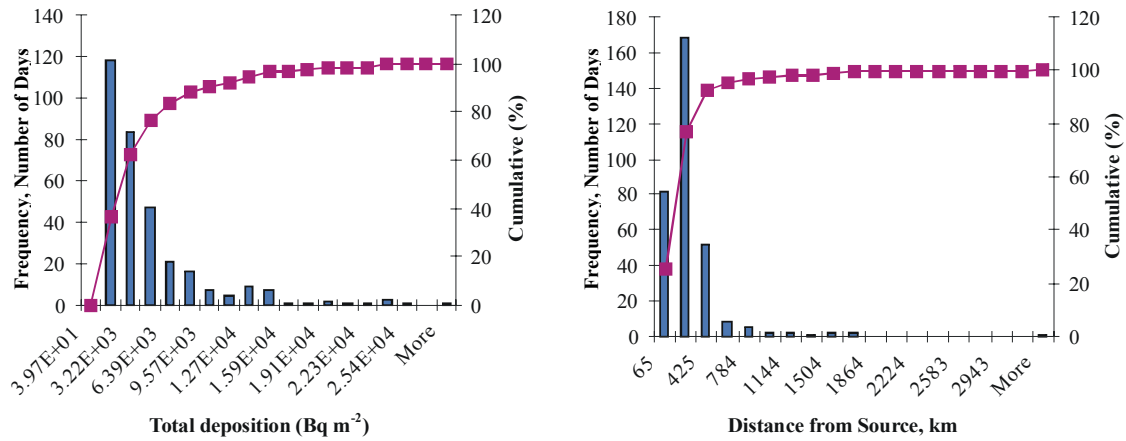 140
120
100
80
60
40
20
0
Frequency, Number of Days
120
100
80
60
40
20
0
Cumulative (%)
3.97E+01
3.22E+03
6.39E+03
9.57E+03
1.27E+04
1.59E+04
1.91E+04
2.23E+04
2.54E+04
More
Total deposition (Bq m⁻²)
180
160
140
120
100
80
60
40
20
0
Frequency, Number of Days
120
100
80
60
40
20
0
Cumulative (%)
65
425
784
1144
1504
1864
2224
2583
2943
More
Distance from Source, km